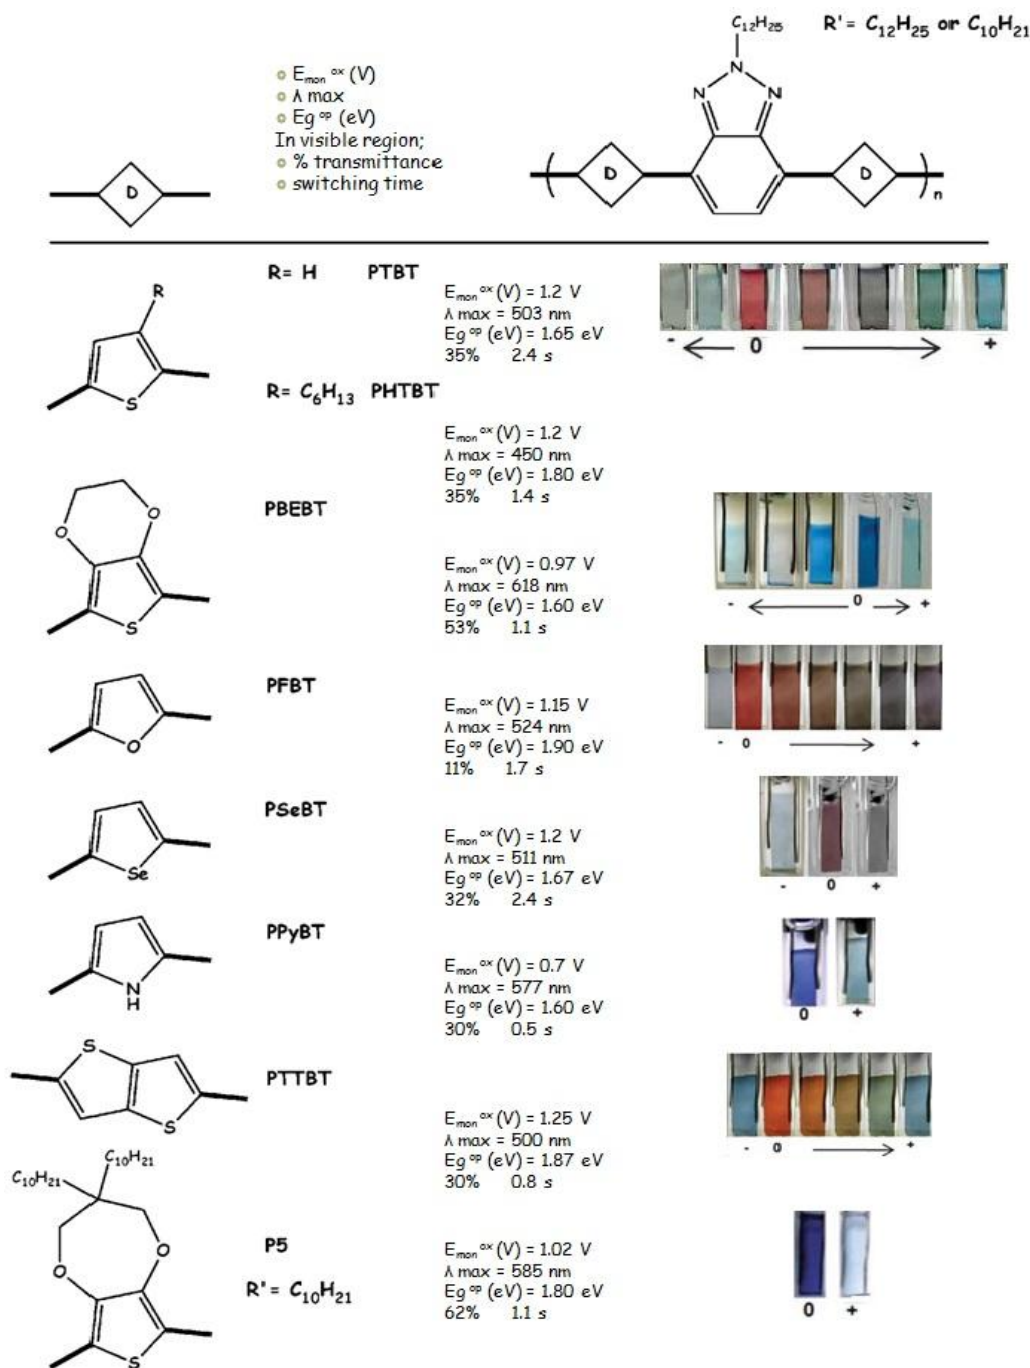 C12H25 R' = C12H25 or C10H21
Emon ox (V)
λ max
Eg op (eV)
In visible region;
% transmittance
switching time
N
N N
D
D D
n
R= H PTBT
R
S
Emon ox (V) = 1.2 V
λ max = 503 nm
Eg op (eV) = 1.65 eV
35% 2.4 s
- 0 +
R= C6H13 PHTBT
Emon ox (V) = 1.2 V
λ max = 450 nm
Eg op (eV) = 1.80 eV
35% 1.4 s
PBEBT
O O
S
Emon ox (V) = 0.97 V
λ max = 618 nm
Eg op (eV) = 1.60 eV
53% 1.1 s
- 0 +
PFBT
O
Emon ox (V) = 1.15 V
λ max = 524 nm
Eg op (eV) = 1.90 eV
11% 1.7 s
- 0 +
PSeBT
Se
Emon ox (V) = 1.2 V
λ max = 511 nm
Eg op (eV) = 1.67 eV
32% 2.4 s
- 0 +
PPyBT
N
H
Emon ox (V) = 0.7 V
λ max = 577 nm
Eg op (eV) = 1.60 eV
30% 0.5 s
0 +
S
PTTBT
S
Emon ox (V) = 1.25 V
λ max = 500 nm
Eg op (eV) = 1.87 eV
30% 0.8 s
- 0 +
C10H21
C10H21
O O
S
P5
R' = C10H21
Emon ox (V) = 1.02 V
λ max = 585 nm
Eg op (eV) = 1.80 eV
62% 1.1 s
0 +